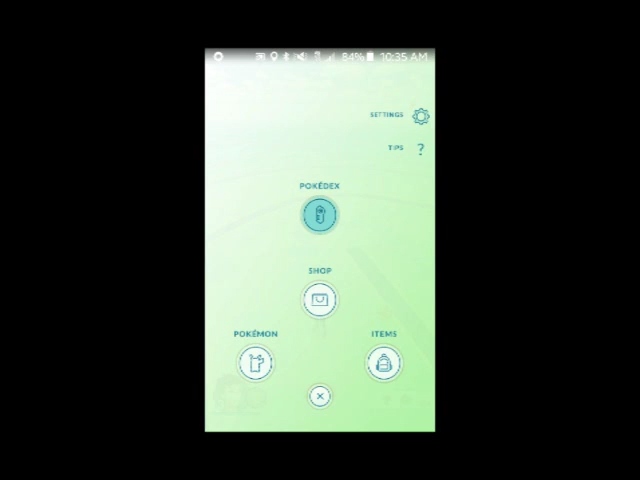 84% 10:35 AM
SETTINGS
TIPS
?
POKÉDEX
SHOP
POKÉMON
ITEMS